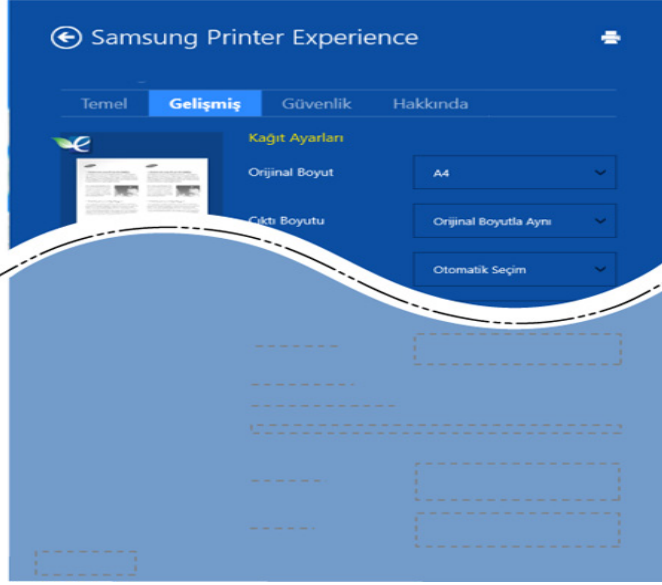 Samsung Printer Experience
Temel Gelişmiş Güvenlik Hakkında
Kağıt Ayarları
Orijinal Boyut A4
Çıktı Boyutu Orijinal Boyutla Aynı
Otomatik Seçim